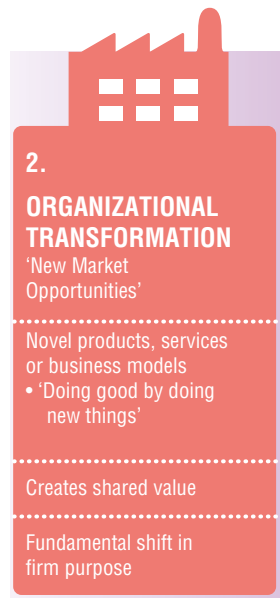 2.
ORGANIZATIONAL
TRANSFORMATION
‘New Market
Opportunities’
Novel products, services
or business models
• ‘Doing good by doing
new things’
Creates shared value
Fundamental shift in
firm purpose